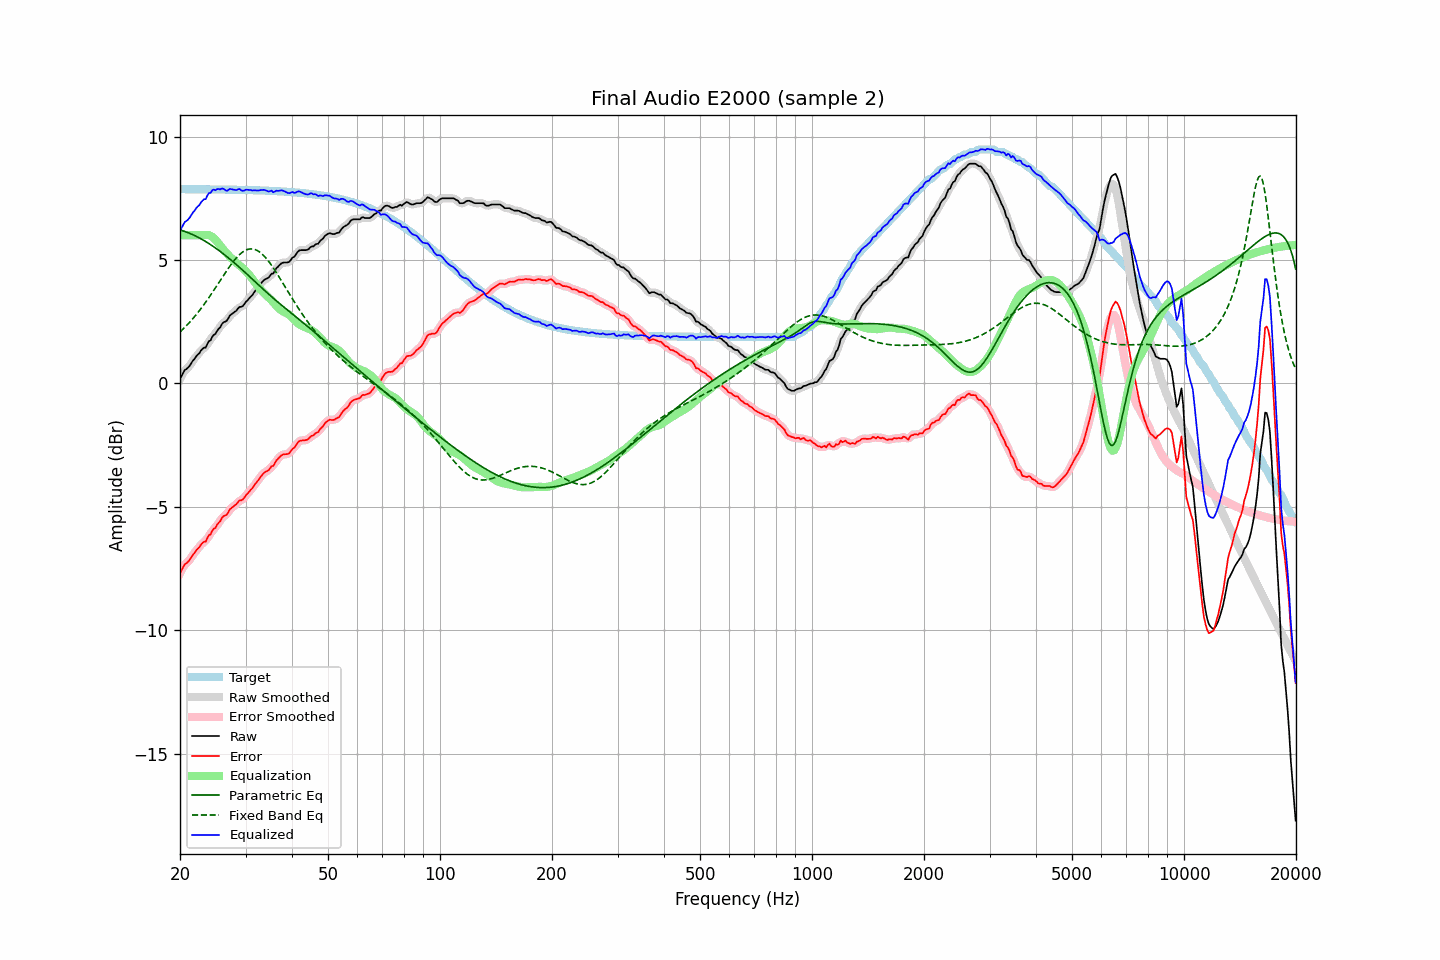 Final Audio E2000 (sample 2)
10
5
0
−5
−10
−15
Amplitude (dBr)
Target
Raw Smoothed
Error Smoothed
Raw
Error
Equalization
Parametric Eq
Fixed Band Eq
Equalized
20 50 100 200 500 1000 2000 5000 10000 20000
Frequency (Hz)